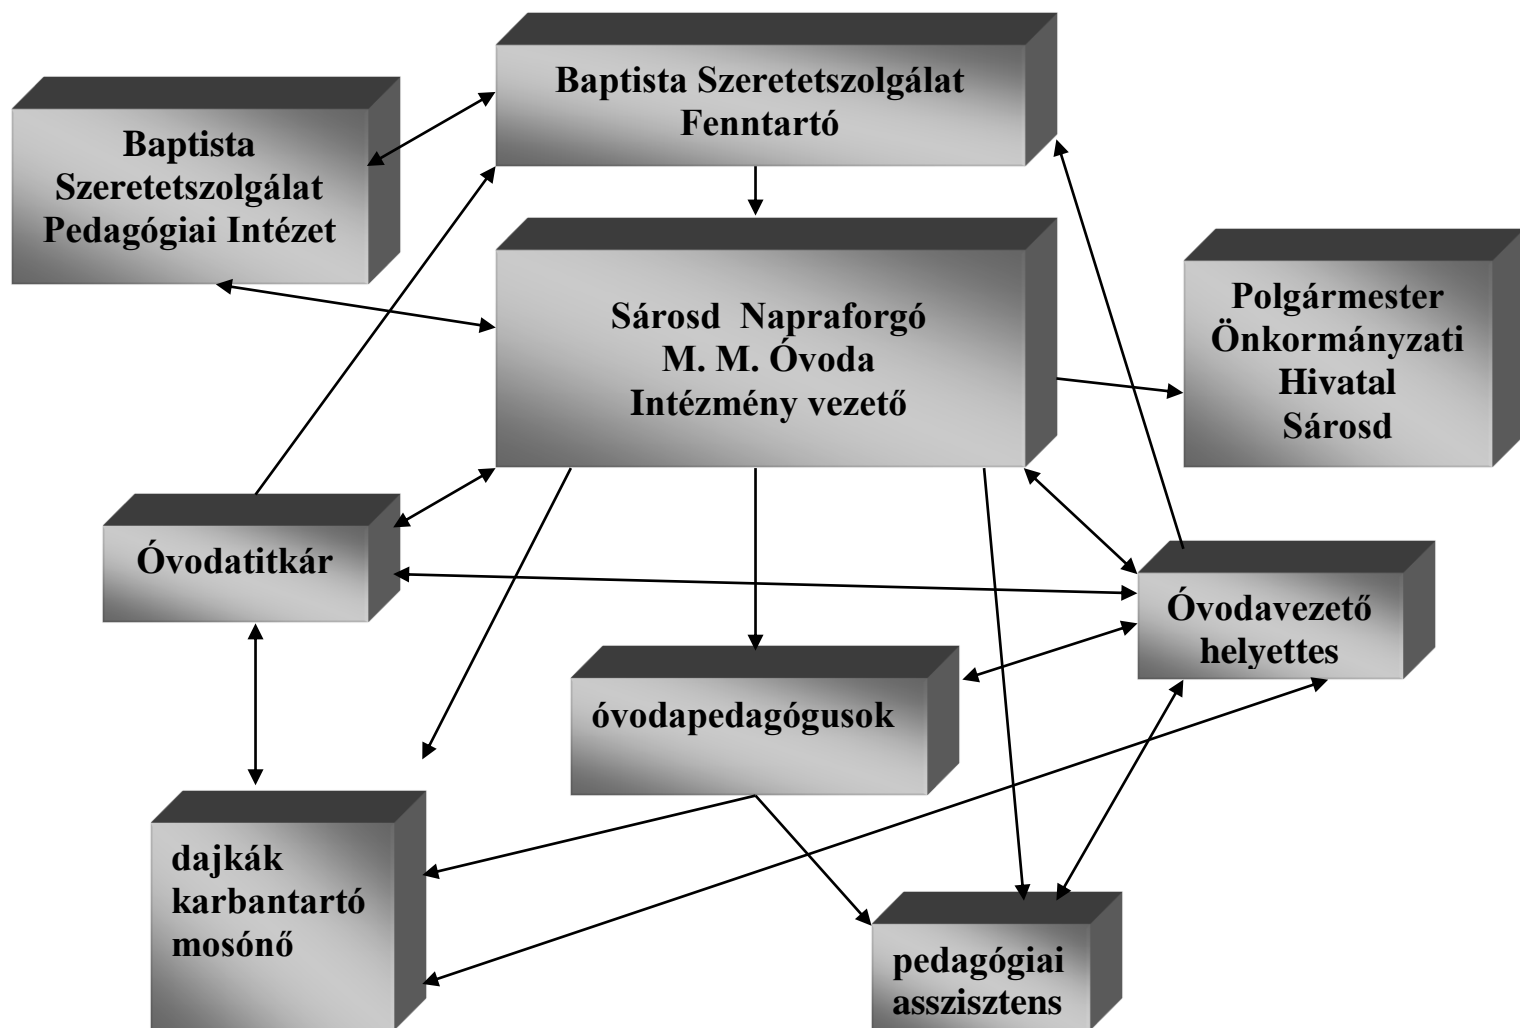 Baptista Szeretetszolgálat
Fenntartó
Baptista
Szeretetszolgálat
Pedagógiai Intézet
Sárosd  Napraforgó
M. M. Óvoda
Intézmény vezető
Polgármester
Önkormányzati
Hivatal
Sárosd
Óvodatitkár
Óvodavezető
helyettes
óvodapedagógusok
dajkák
karbantartó
mosónő
pedagógiai
asszisztens